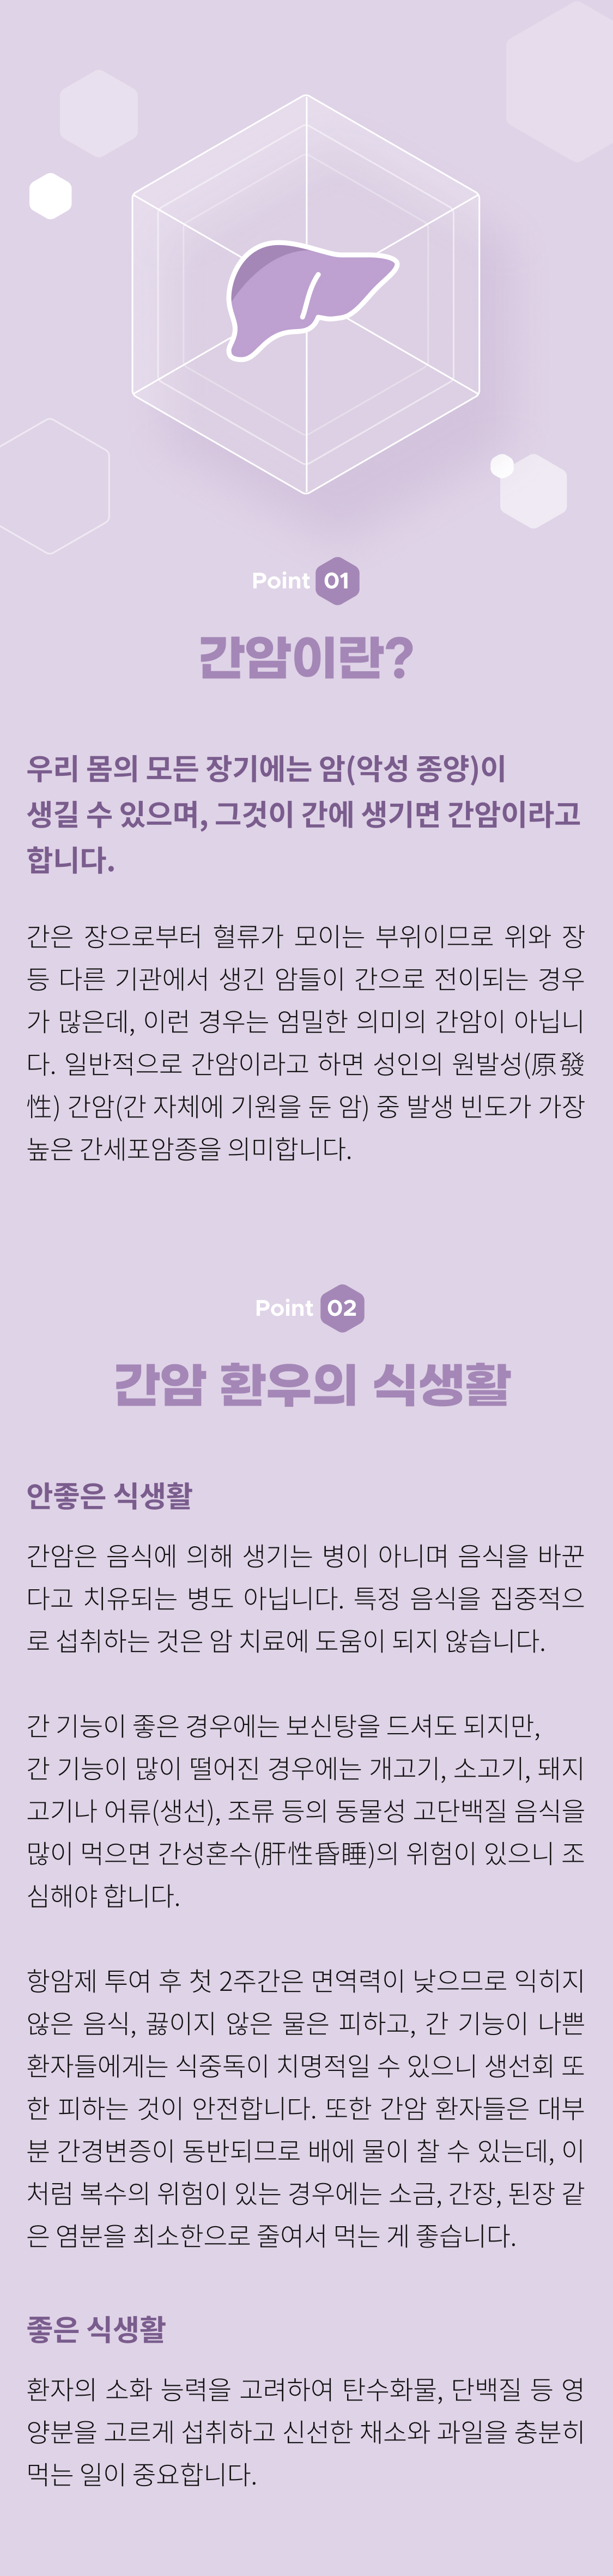 Point 01
간암이란?
우리 몸의 모든 장기에는 암(악성 종양)이
생길 수 있으며, 그것이 간에 생기면 간암이라고
합니다.
간은 장으로부터 혈류가 모이는 부위이므로 위와 장
등 다른 기관에서 생긴 암들이 간으로 전이되는 경우
가 많은데, 이런 경우는 엄밀한 의미의 간암이 아닙니
다. 일반적으로 간암이라고 하면 성인의 원발성(原發
性) 간암(간 자체에 기원을 둔 암) 중 발생 빈도가 가장
높은 간세포암종을 의미합니다.
Point 02
간암 환우의 식생활
안좋은 식생활
간암은 음식에 의해 생기는 병이 아니며 음식을 바꾼
다고 치유되는 병도 아닙니다. 특정 음식을 집중적으
로 섭취하는 것은 암 치료에 도움이 되지 않습니다.
간 기능이 좋은 경우에는 보신탕을 드셔도 되지만,
간 기능이 많이 떨어진 경우에는 개고기, 소고기, 돼지
고기나 어류(생선), 조류 등의 동물성 고단백질 음식을
많이 먹으면 간성혼수(肝性昏睡)의 위험이 있으니 조
심해야 합니다.
항암제 투여 후 첫 2주간은 면역력이 낮으므로 익히지
않은 음식, 끓이지 않은 물은 피하고, 간 기능이 나쁜
환자들에게는 식중독이 치명적일 수 있으니 생선회 또
한 피하는 것이 안전합니다. 또한 간암 환자들은 대부
분 간경변증이 동반되므로 배에 물이 찰 수 있는데, 이
처럼 복수의 위험이 있는 경우에는 소금, 간장, 된장 같
은 염분을 최소한으로 줄여서 먹는 게 좋습니다.
좋은 식생활
환자의 소화 능력을 고려하여 탄수화물, 단백질 등 영
양분을 고르게 섭취하고 신선한 채소와 과일을 충분히
먹는 일이 중요합니다.